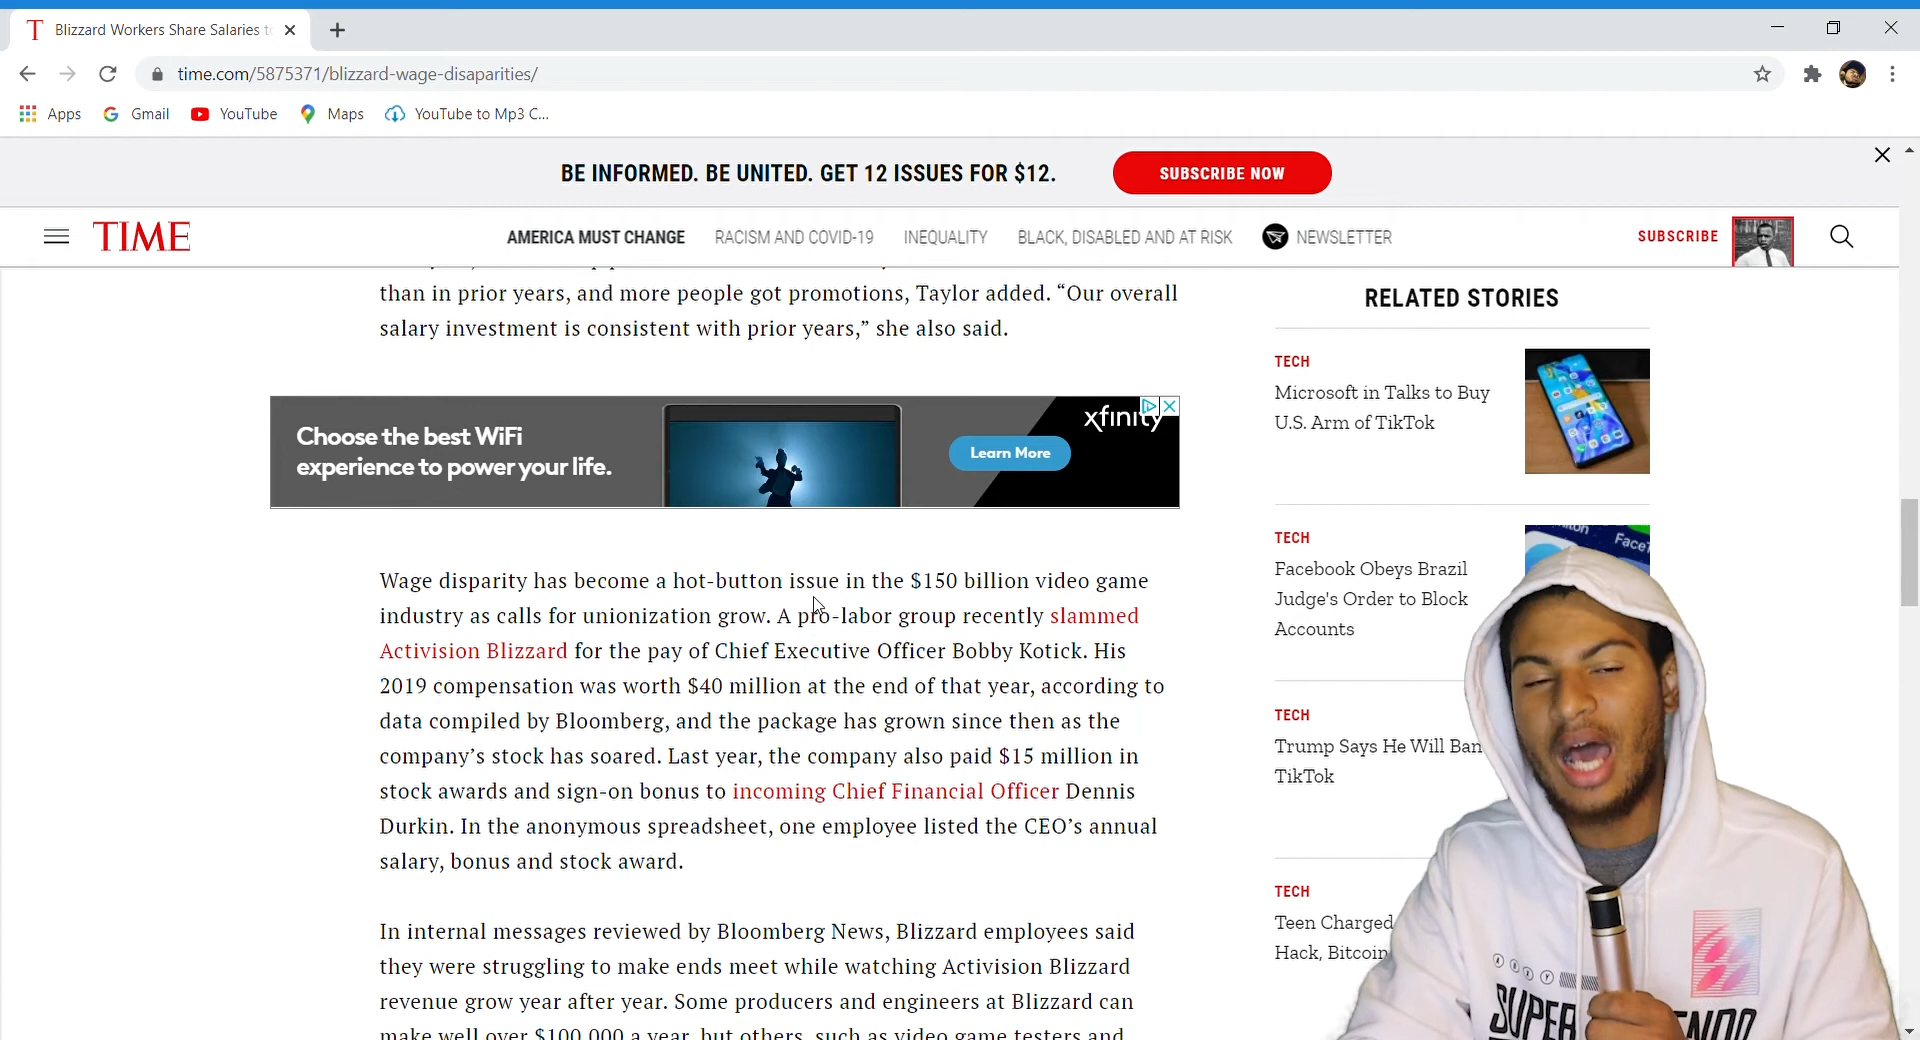 T Blizzard Workers Share Salaries to
time.com/5875371/blizzard-wage-disaparities/
Apps Gmail YouTube Maps YouTube to Mp3 C...
BE INFORMED. BE UNITED. GET 12 ISSUES FOR $12. SUBSCRIBE NOW
TIME AMERICA MUST CHANGE RACISM AND COVID-19 INEQUALITY BLACK, DISABLED AND AT RISK NEWSLETTER SUBSCRIBE
than in prior years, and more people got promotions, Taylor added. “Our overall
salary investment is consistent with prior years,” she also said.
Choose the best WiFi
experience to power your life.
Learn More
xfinity
Wage disparity has become a hot-button issue in the $150 billion video game
industry as calls for unionization grow. A pro-labor group recently slammed
Activision Blizzard for the pay of Chief Executive Officer Bobby Kotick. His
2019 compensation was worth $40 million at the end of that year, according to
data compiled by Bloomberg, and the package has grown since then as the
company’s stock has soared. Last year, the company also paid $15 million in
stock awards and sign-on bonus to incoming Chief Financial Officer Dennis
Durkin. In the anonymous spreadsheet, one employee listed the CEO’s annual
salary, bonus and stock award.
In internal messages reviewed by Bloomberg News, Blizzard employees said
they were struggling to make ends meet while watching Activision Blizzard
revenue grow year after year. Some producers and engineers at Blizzard can
make well over $100,000 a year, but others, such as video game testers and
RELATED STORIES
TECH
Microsoft in Talks to Buy
U.S. Arm of TikTok
TECH
Facebook Obeys Brazil
Judge's Order to Block
Accounts
TECH
Trump Says He Will Ban
TikTok
TECH
Teen Charged
Hack, Bitcoin
SUPER